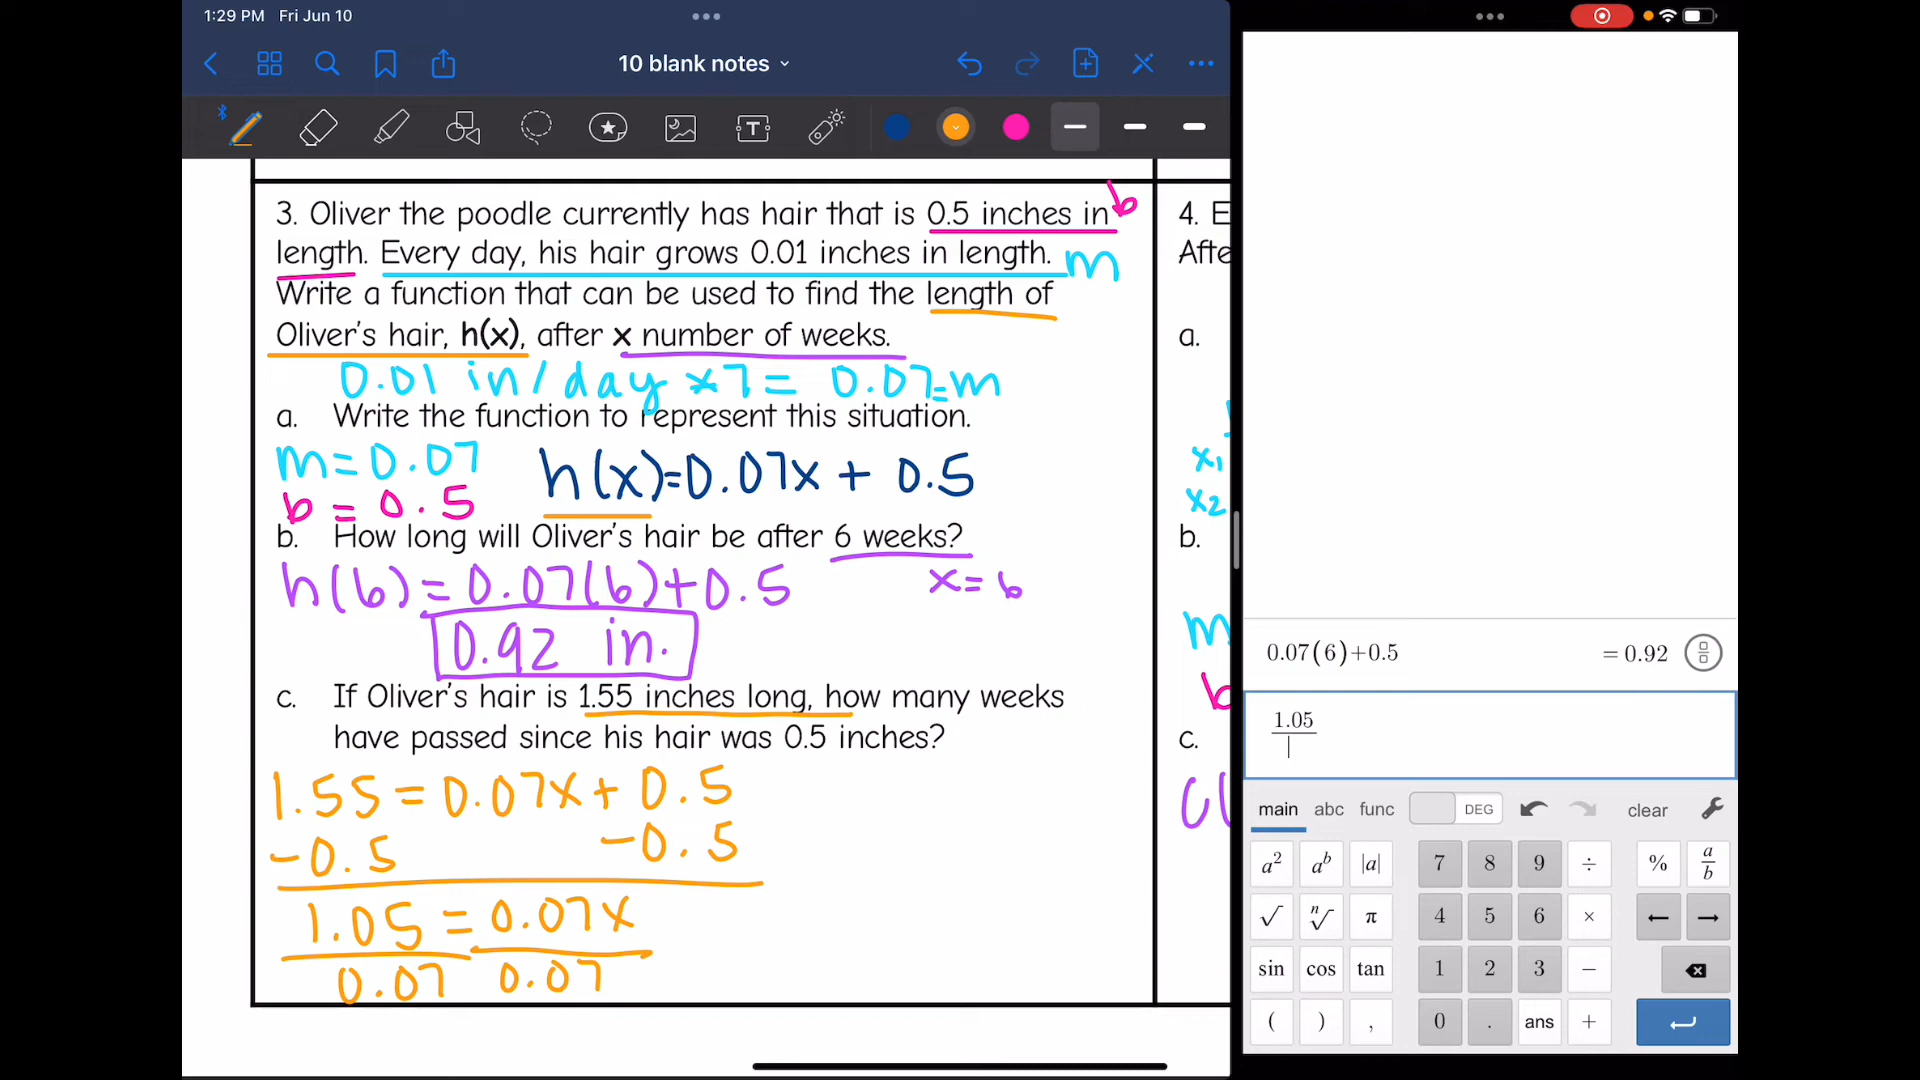 1:29 PM Fri Jun 10
10 blank notes
3. Oliver the poodle currently has hair that is 0.5 inches in b
length. Every day, his hair grows 0.01 inches in length. m
Write a function that can be used to find the length of
Oliver's hair, h(x), after x number of weeks.
0.01 in/day *7 = 0.07=m
a. Write the function to represent this situation.
m=0.07
b = 0.5
h(x)=0.07x + 0.5
b. How long will Oliver's hair be after 6 weeks?
h(6) = 0.07(6)+0.5
x=6
0.92 in.
c. If Oliver's hair is 1.55 inches long, how many weeks
have passed since his hair was 0.5 inches?
1.55 = 0.07x + 0.5
-0.5 -0.5
1.05 = 0.07x
0.07 0.07
4. E
Afte
a.
x1
x2
b.
m
b
c.
0.07(6)+0.5 = 0.92
1.05
main abc func DEG clear
a² aᵇ |a| 7 8 9 ÷ % a/b
√ ⁿ√ π 4 5 6 × ← →
sin cos tan 1 2 3 −
( ) , 0 . ans +